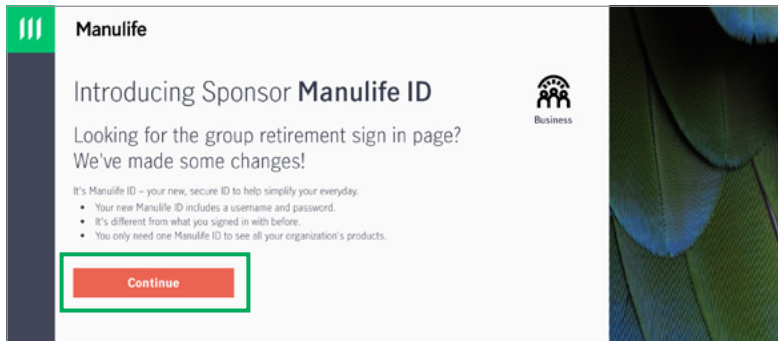 Manulife
Introducing Sponsor Manulife ID
Business
Looking for the group retirement sign in page?
We've made some changes!
It's Manulife ID – your new, secure ID to help simplify your everyday.
• Your new Manulife ID includes a username and password.
• It's different from what you signed in with before.
• You only need one Manulife ID to see all your organization's products.
Continue